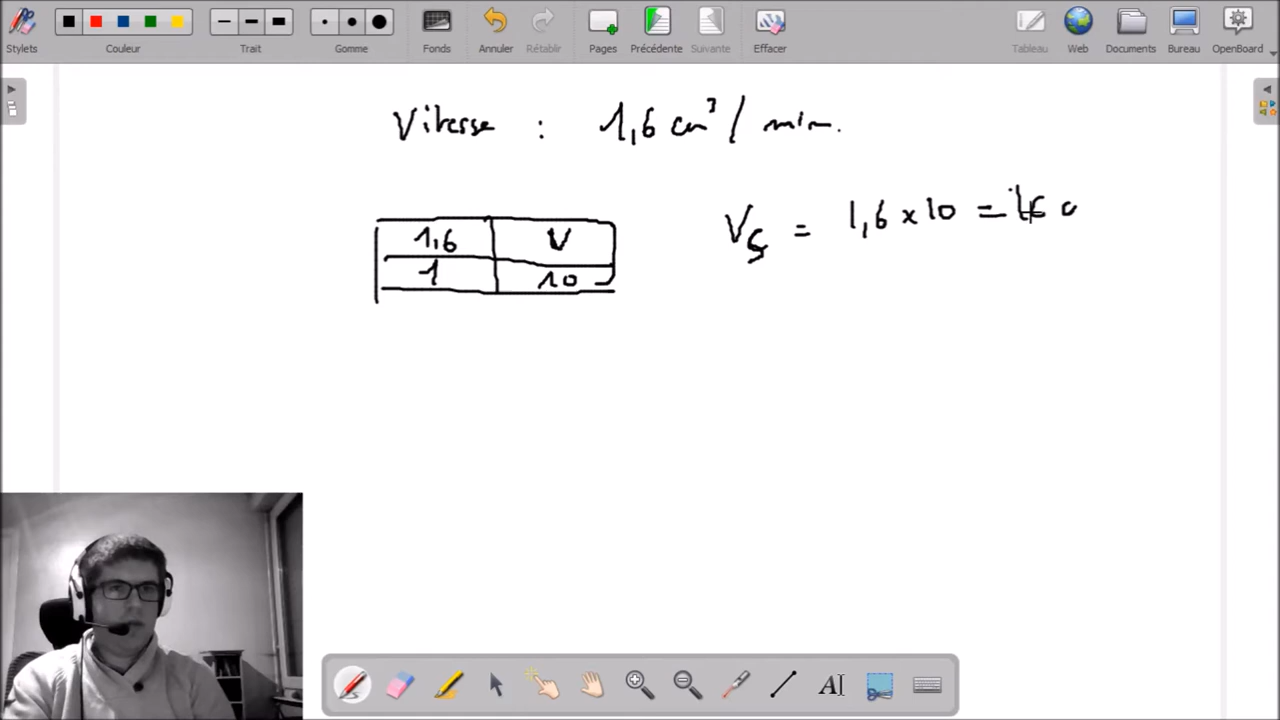 Stylets Couleur Trait Gomme Fonds Annuler Rétablir Pages Précédente Suivante Effacer Tableau Web Documents Bureau OpenBoard
Vitesse : 1,6 cm³ / min.
1,6 V
1 10
V = 1,6 × 10 = 16 c
AI